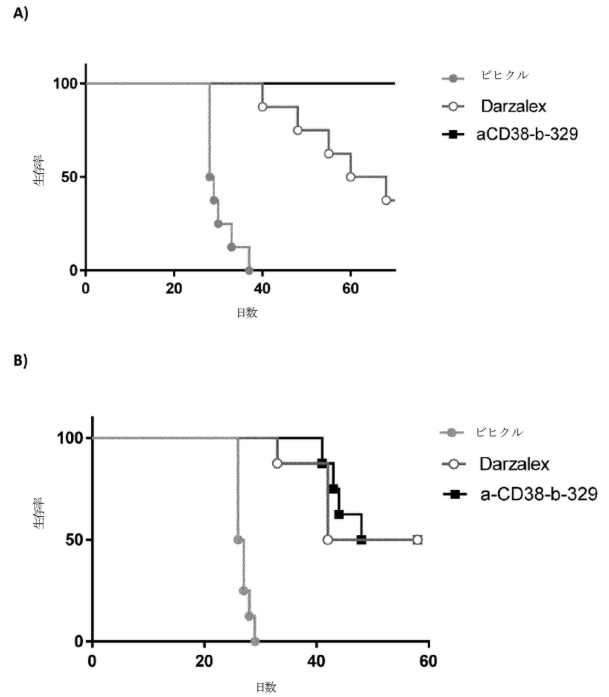 A)
ビヒクル
Darzalex
aCD38-b-329
生存率
100
50
0
0 20 40 60
日数
B)
ビヒクル
Darzalex
a-CD38-b-329
生存率
100
50
0
0 20 40 60
日数